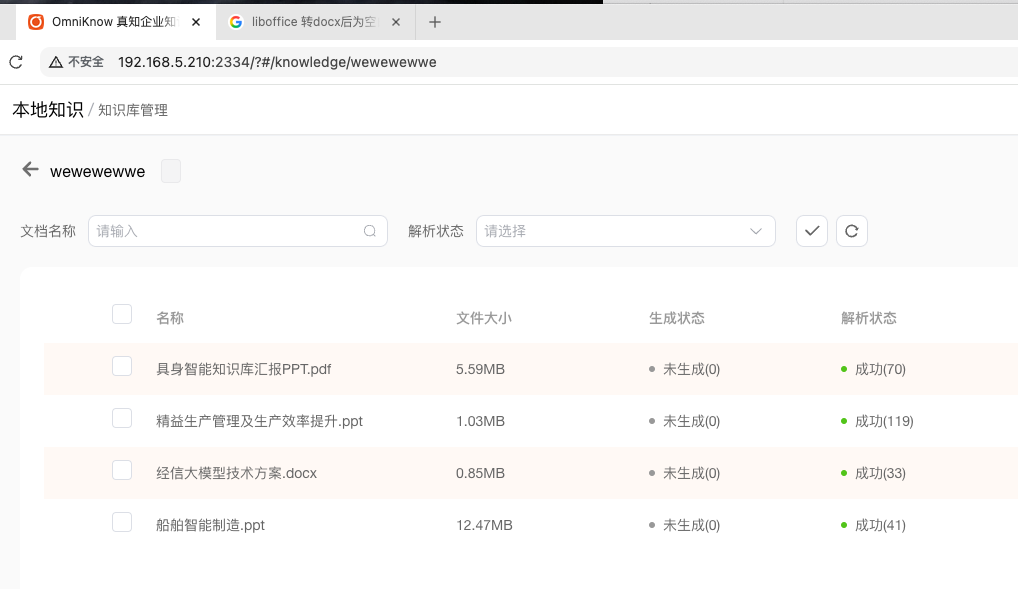 OmniKnow 真知企业知
liboffice 转docx后为空
不安全 192.168.5.210:2334/?#/knowledge/wewewewwe
本地知识 / 知识库管理
wewewewwe
文档名称 请输入 解析状态 请选择
名称 文件大小 生成状态 解析状态
具身智能知识库汇报PPT.pdf 5.59MB 未生成(0) 成功(70)
精益生产管理及生产效率提升.ppt 1.03MB 未生成(0) 成功(119)
经信大模型技术方案.docx 0.85MB 未生成(0) 成功(33)
船舶智能制造.ppt 12.47MB 未生成(0) 成功(41)